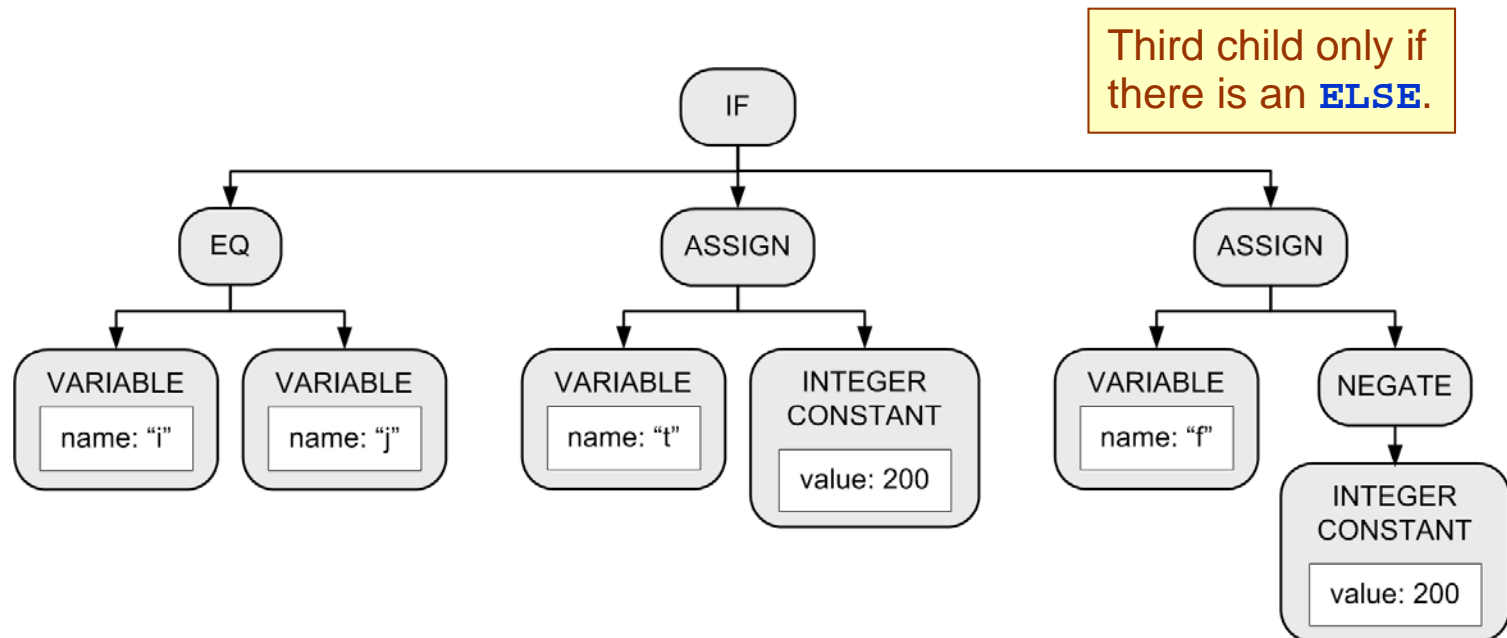 Third child only if
there is an ELSE.
IF
EQ
ASSIGN
ASSIGN
VARIABLE
name: “i”
VARIABLE
name: “j”
VARIABLE
name: “t”
INTEGER
CONSTANT
value: 200
VARIABLE
name: “f”
NEGATE
INTEGER
CONSTANT
value: 200